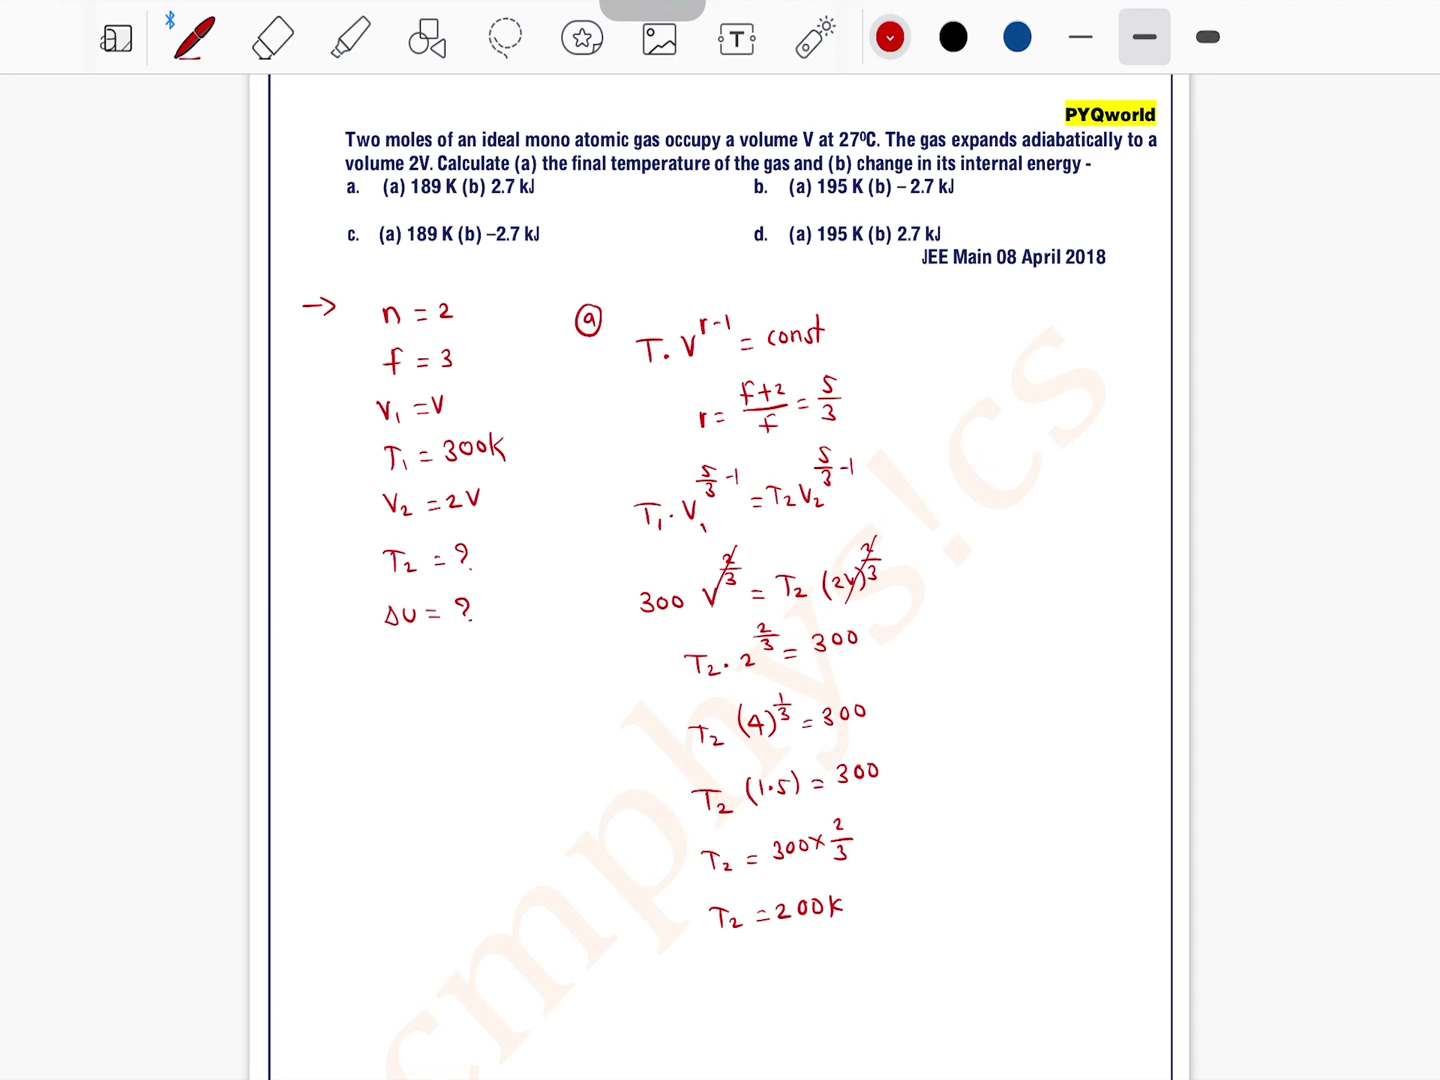 PYQworld
Two moles of an ideal mono atomic gas occupy a volume V at 27⁰C. The gas expands adiabatically to a
volume 2V. Calculate (a) the final temperature of the gas and (b) change in its internal energy -
a. (a) 189 K (b) 2.7 kJ
b. (a) 195 K (b) – 2.7 kJ
c. (a) 189 K (b) –2.7 kJ
d. (a) 195 K (b) 2.7 kJ
JEE Main 08 April 2018
→ n = 2
f = 3
V₁ = V
T₁ = 300K
V₂ = 2V
T₂ = ?
ΔU = ?
ⓐ T. V^(r-1) = const
r = (f+2)/f = 5/3
T₁. V₁^(5/3 -1) = T₂ V₂^(5/3 -1)
300 V^(2/3) = T₂ (2V)^(2/3)
T₂. 2^(2/3) = 300
T₂ (4)^(1/3) = 300
T₂ (1.5) = 300
T₂ = 300 × 2/3
T₂ = 200K
cmphys!cs